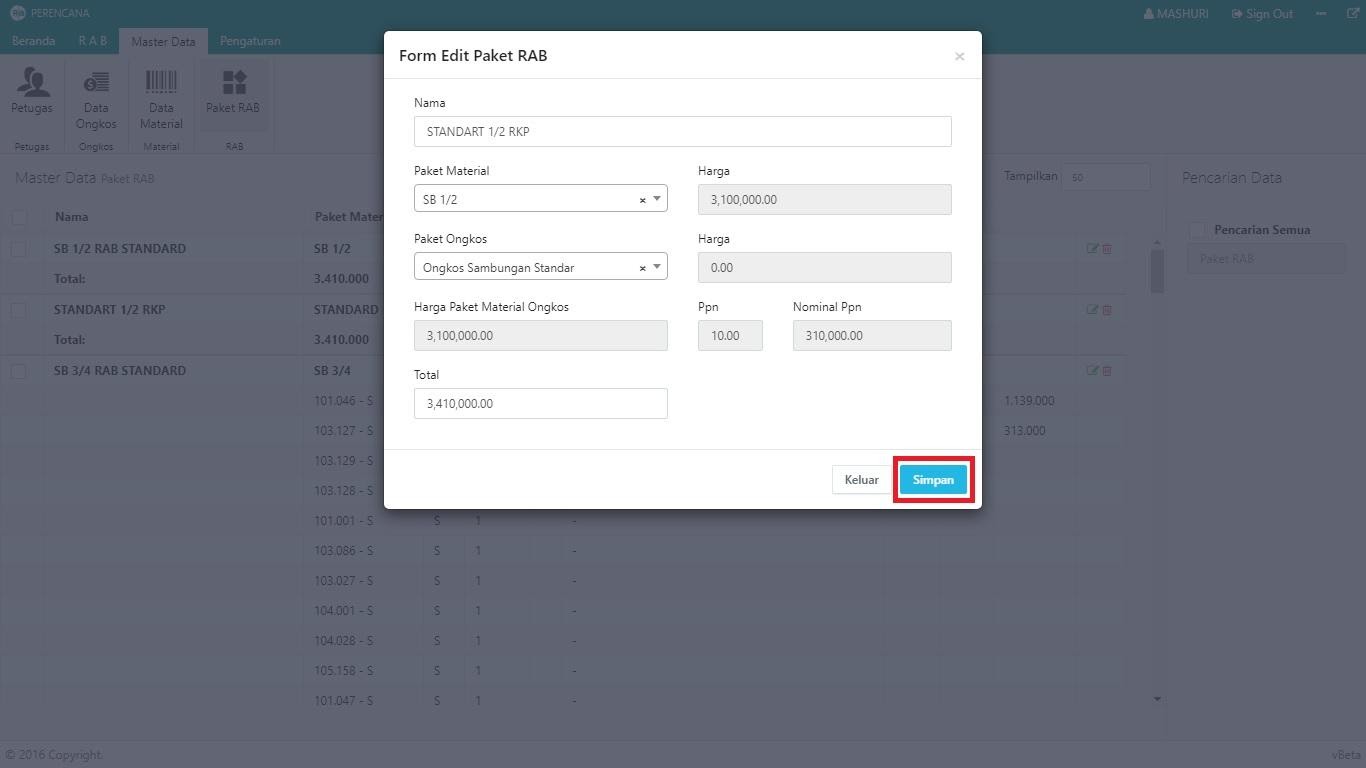 PERENCANA
MASHURI Sign Out
Beranda R A B Master Data Pengaturan
Petugas Data Ongkos Data Material Paket RAB
Petugas Ongkos Material RAB
Form Edit Paket RAB
×
Nama
STANDART 1/2 RKP
Paket Material Harga
SB 1/2 × 3,100,000.00
Paket Ongkos Harga
Ongkos Sambungan Standar × 0.00
Harga Paket Material Ongkos Ppn Nominal Ppn
3,100,000.00 10.00 310,000.00
Total
3,410,000.00
Keluar Simpan
Master Data Paket RAB
Tampilkan 50
Nama Paket Mater
SB 1/2 RAB STANDARD SB 1/2
Total: 3.410.000
STANDART 1/2 RKP STANDARD
Total: 3.410.000
SB 3/4 RAB STANDARD SB 3/4
101.046 - S 1.139.000
103.127 - S 313.000
103.129 - S
103.128 - S
101.001 - S S 1 -
103.086 - S S 1 -
103.027 - S S 1 -
104.001 - S S 1 -
104.028 - S S 1 -
105.158 - S S 1 -
101.047 - S S 1 -
Pencarian Data
Pencarian Semua
Paket RAB
© 2016 Copyright.
vBeta